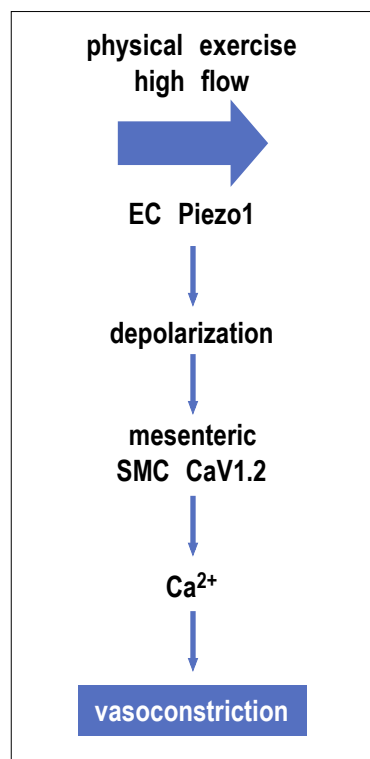 physical exercise
high flow
EC Piezo1
depolarization
mesenteric
SMC CaV1.2
Ca²⁺
vasoconstriction